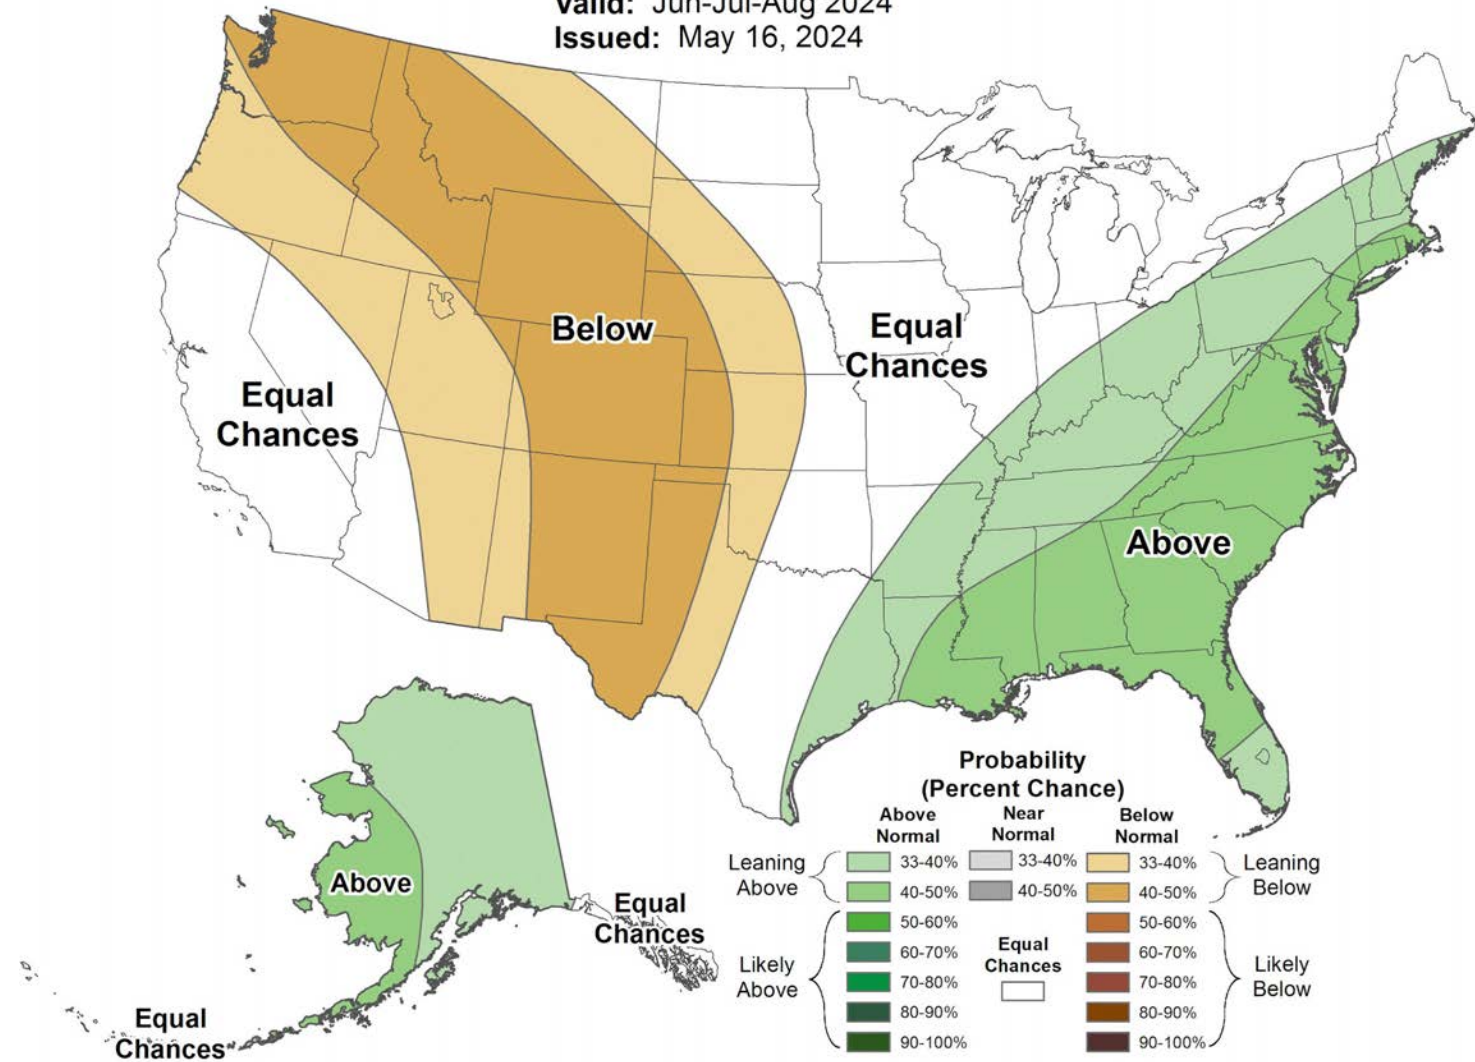 Valid: Jun-Jul-Aug 2024
Issued: May 16, 2024
Below
Equal
Chances
Equal
Chances
Above
Above
Equal
Chances
Equal
Chances
Probability
(Percent Chance)
Above
Normal
Near
Normal
Below
Normal
Leaning
Above
33-40%
33-40%
33-40%
Leaning
Below
40-50%
40-50%
40-50%
50-60%
50-60%
60-70%
Equal
Chances
60-70%
Likely
Above
70-80%
70-80%
Likely
Below
80-90%
80-90%
90-100%
90-100%